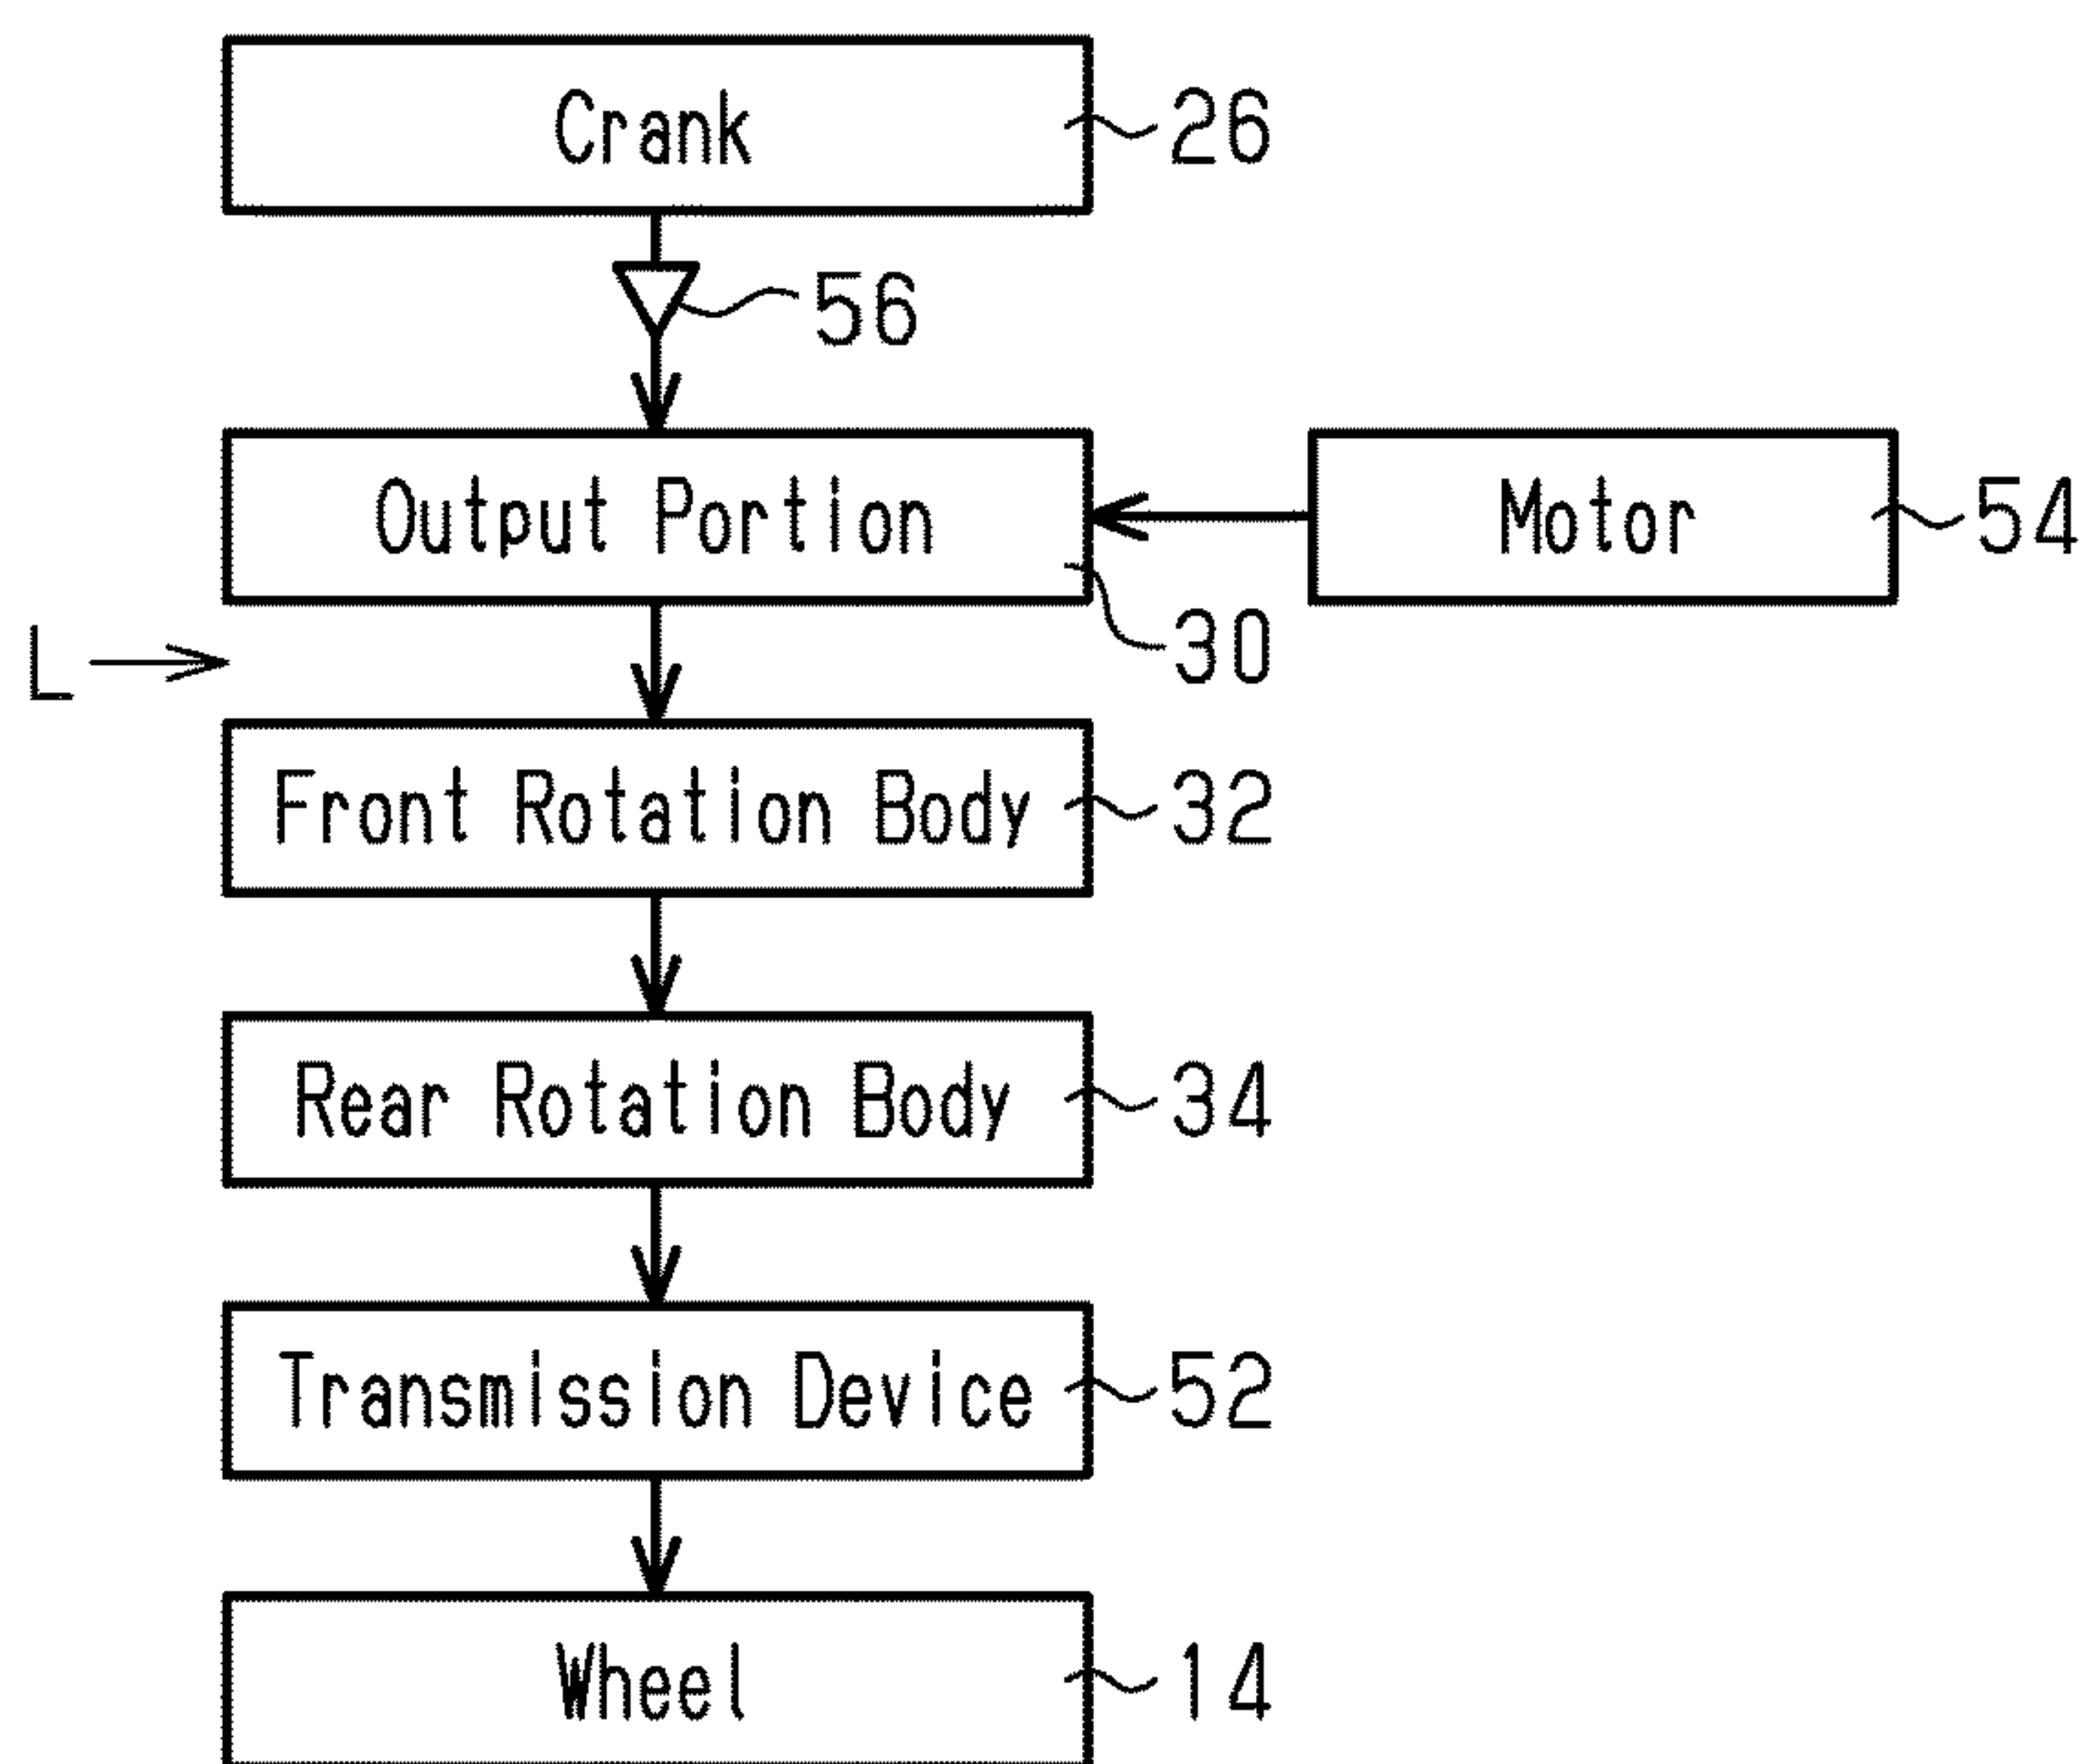 Crank
26
56
Output Portion
Motor
54
30
L
Front Rotation Body
32
Rear Rotation Body
34
Transmission Device
52
Wheel
14